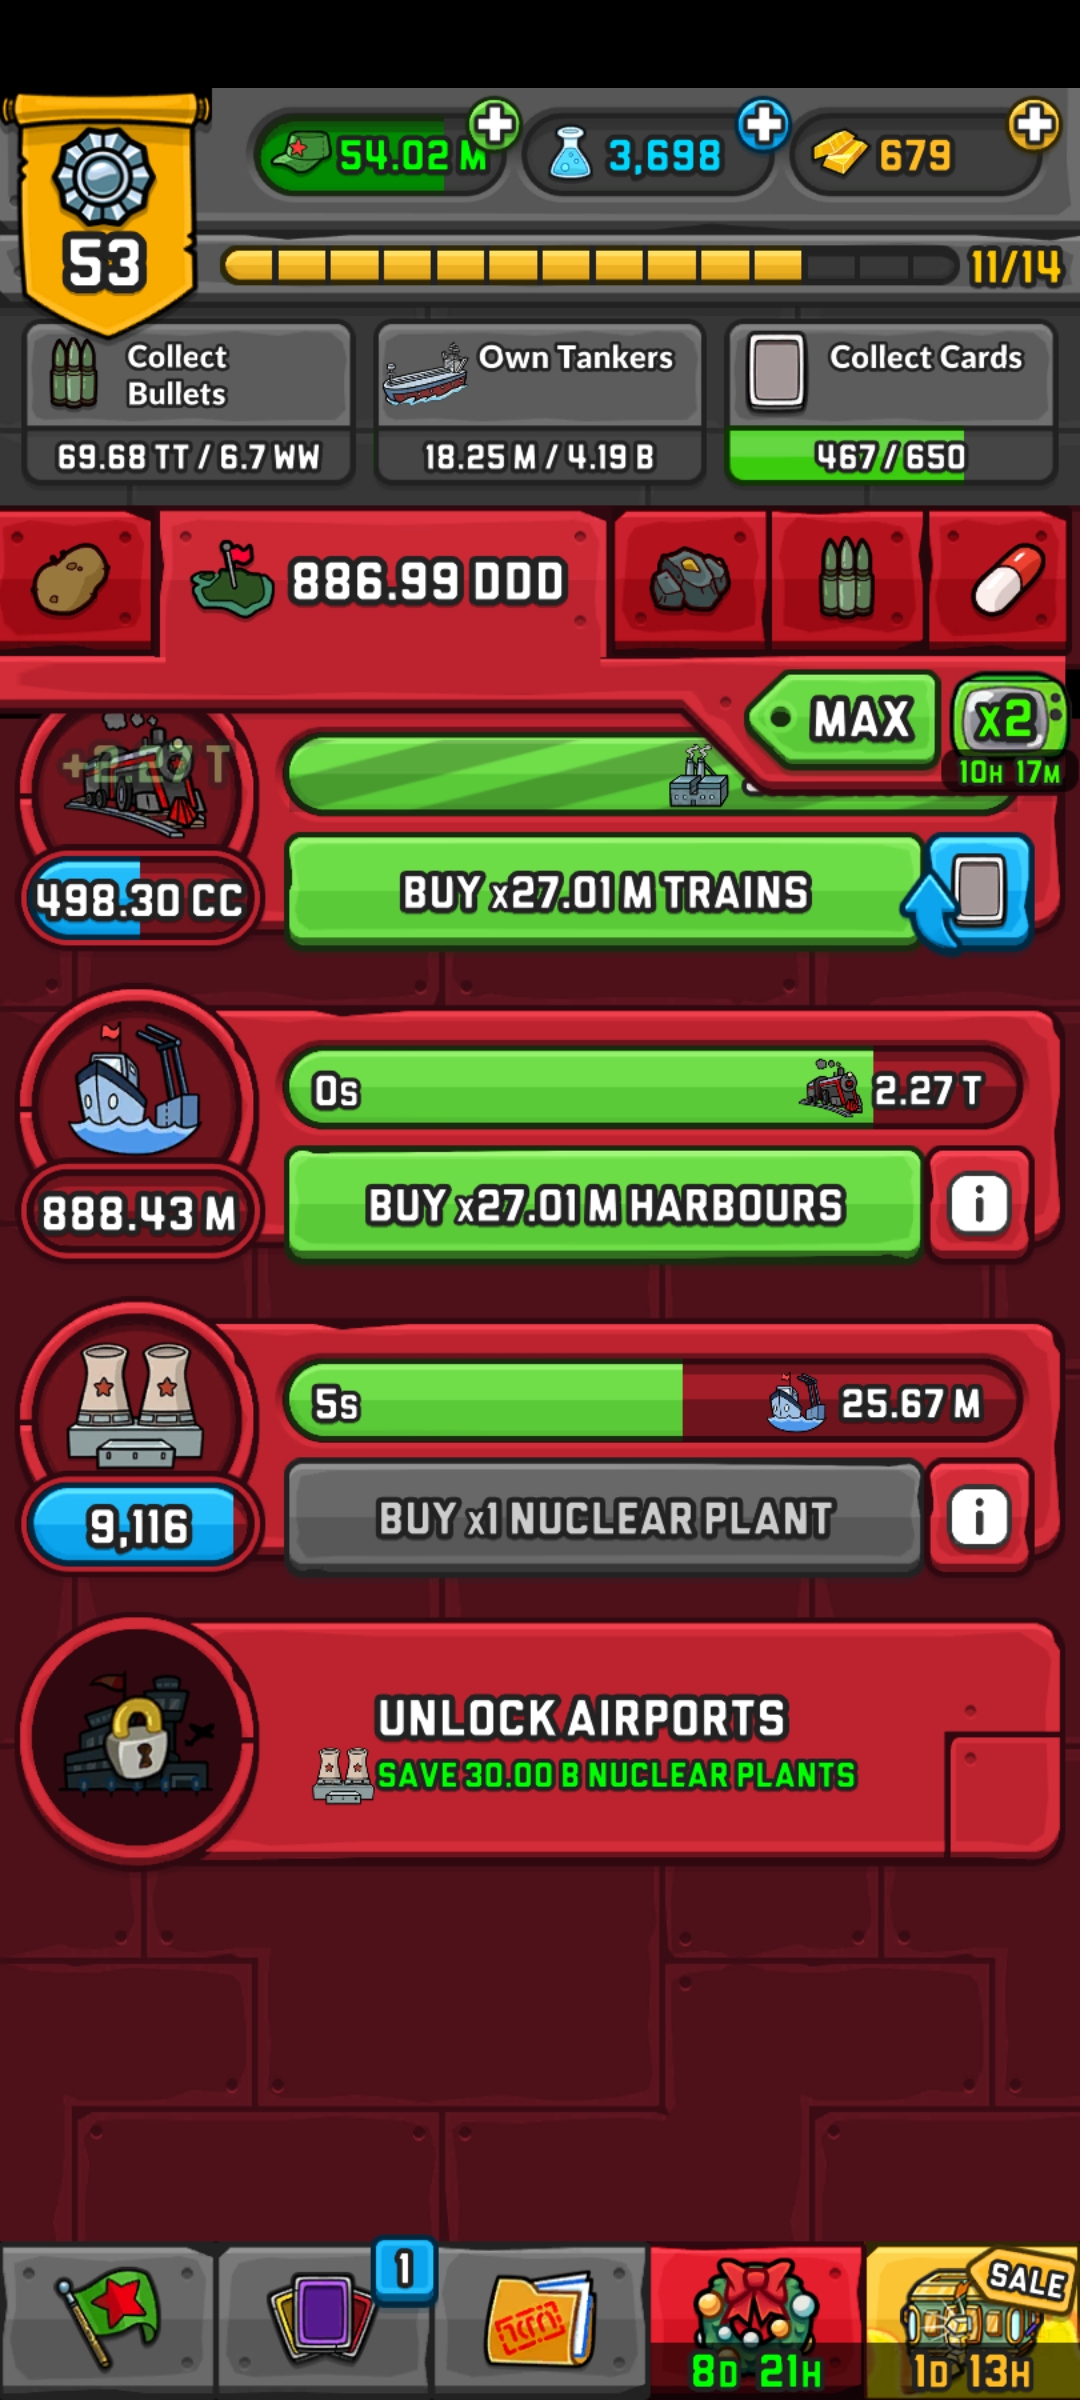 54.02 M
3,698
679
53
11/14
Collect
Bullets
Own Tankers
Collect Cards
69.68 TT / 6.7 WW
18.25 M / 4.19 B
467 / 650
886.99 DDD
MAX
x2
10H 17M
+2.27 T
498.30 CC
BUY x27.01 M TRAINS
0s
2.27 T
888.43 M
BUY x27.01 M HARBOURS
i
5s
25.67 M
9,116
BUY x1 NUCLEAR PLANT
i
UNLOCK AIRPORTS
SAVE 30.00 B NUCLEAR PLANTS
1
SALE
8D 21H
1D 13H